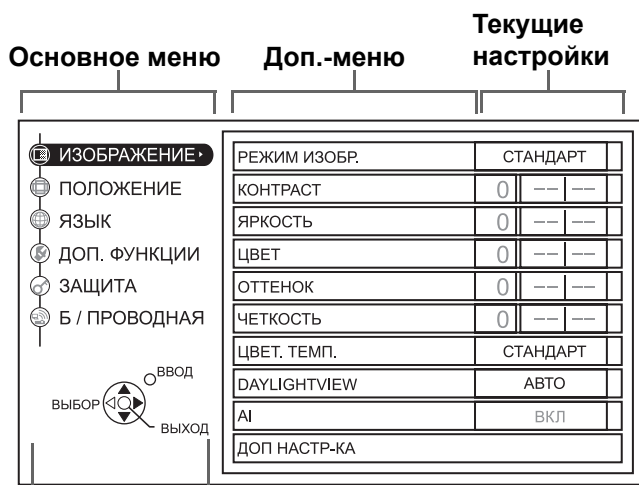 Основное меню
Доп.-меню
Текущие
настройки
ИЗОБРАЖЕНИЕ
ПОЛОЖЕНИЕ
ЯЗЫК
ДОП. ФУНКЦИИ
ЗАЩИТА
Б / ПРОВОДНАЯ
ВВОД
ВЫБОР
ВЫХОД
РЕЖИМ ИЗОБР. СТАНДАРТ
КОНТРАСТ 0
ЯРКОСТЬ 0
ЦВЕТ 0
ОТТЕНОК 0
ЧЕТКОСТЬ 0
ЦВЕТ. ТЕМП. СТАНДАРТ
DAYLIGHTVIEW АВТО
AI ВКЛ
ДОП НАСТР-КА